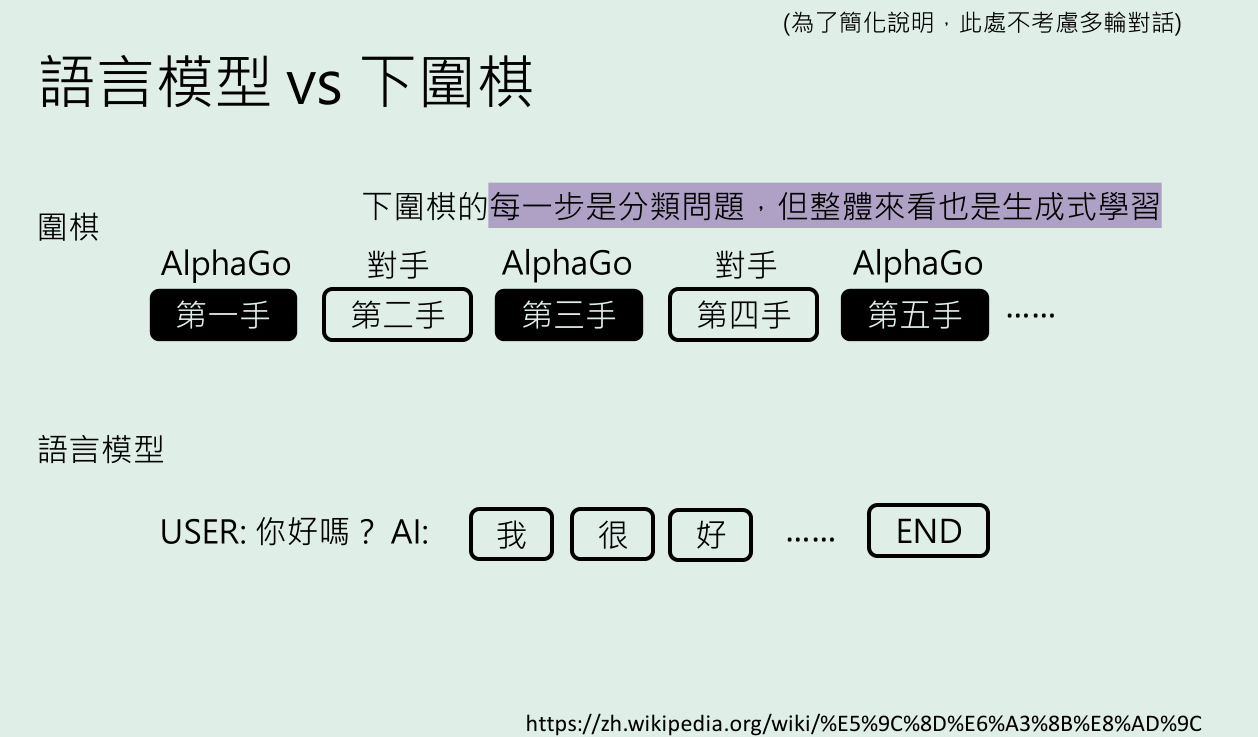 (為了簡化說明，此處不考慮多輪對話)
語言模型 vs 下圍棋
下圍棋的每一步是分類問題，但整體來看也是生成式學習
圍棋
AlphaGo 對手 AlphaGo 對手 AlphaGo
第一手 第二手 第三手 第四手 第五手 ……
語言模型
USER: 你好嗎？ AI: 我 很 好 …… END
https://zh.wikipedia.org/wiki/%E5%9C%8D%E6%A3%8B%E8%AD%9C